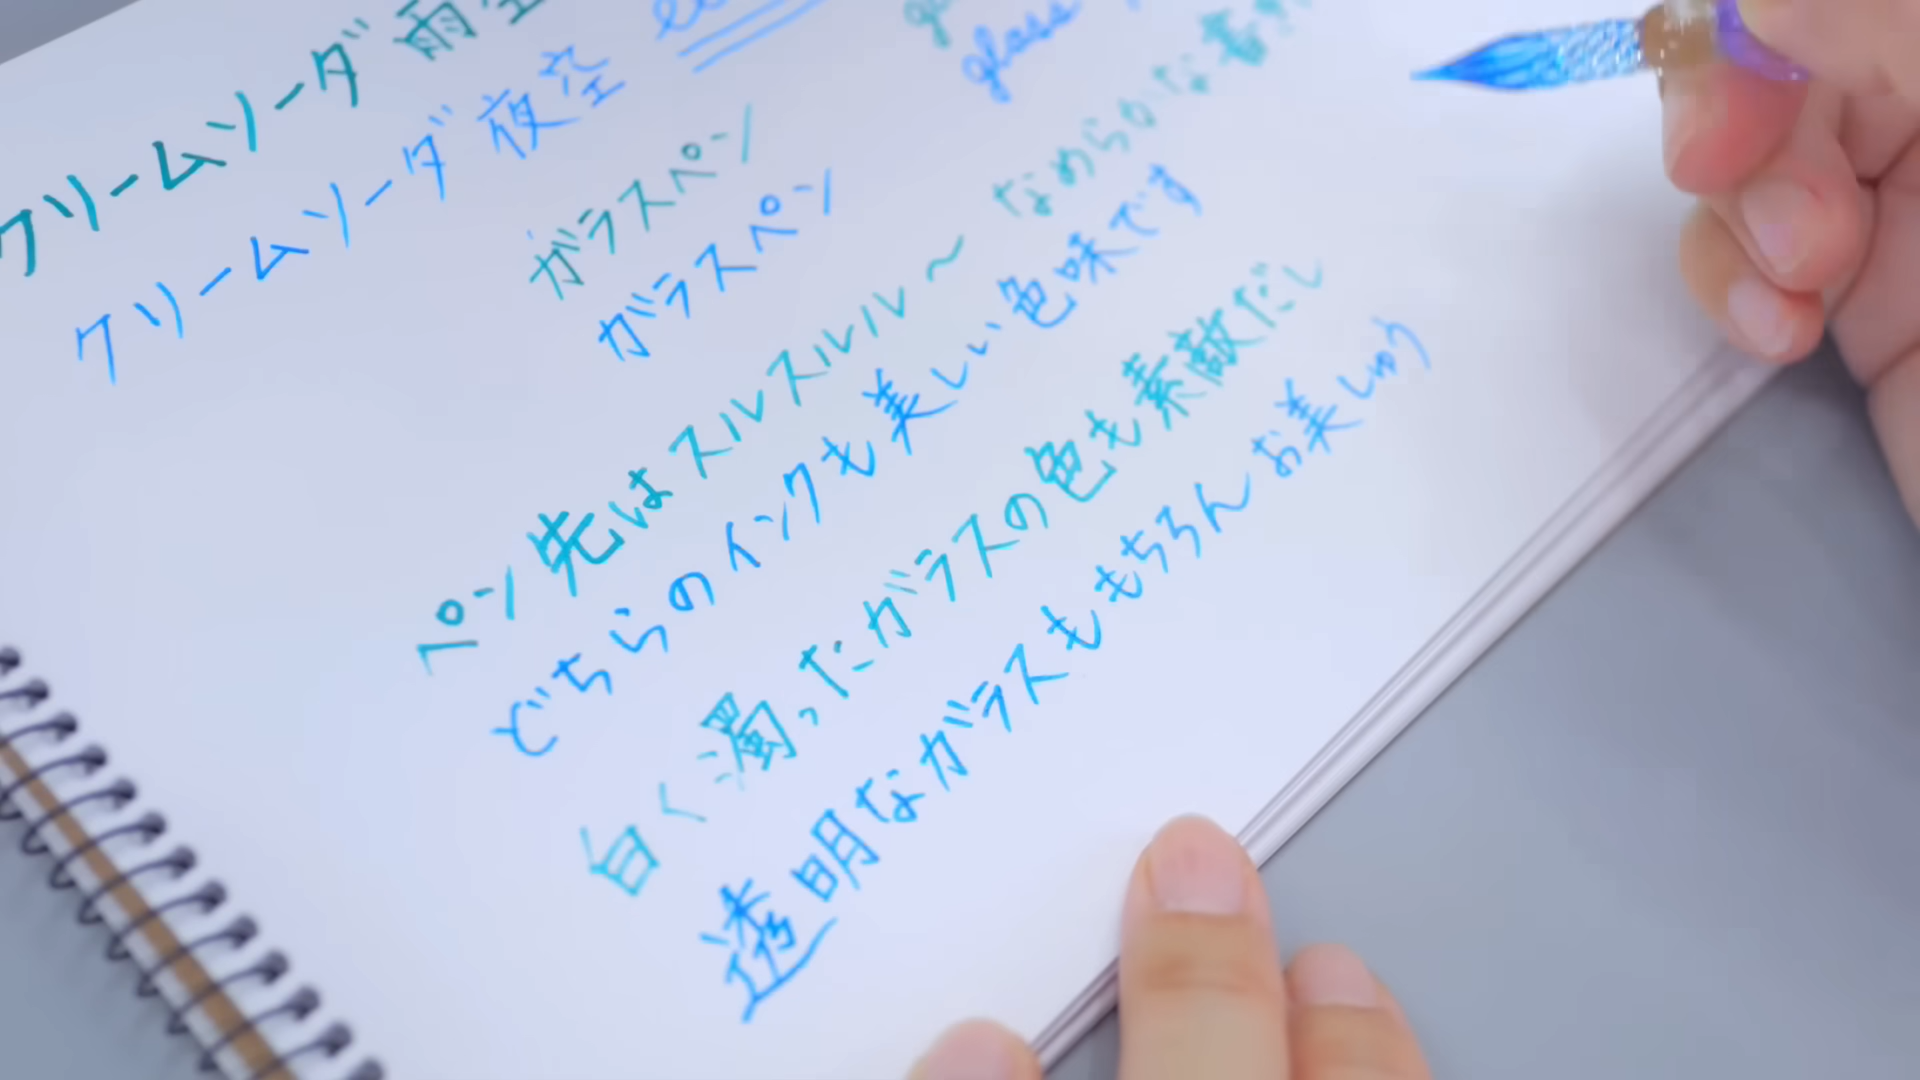 クリームソーダ 雨空
クリームソーダ 夜空
glass
ガラスペン
ガラスペン
ペン先はスルスルル〜 なめらかな書
どちらのインクも美しい色味です
白く濁ったガラスの色も素敵だし
透明なガラスももちろんお美しゅう